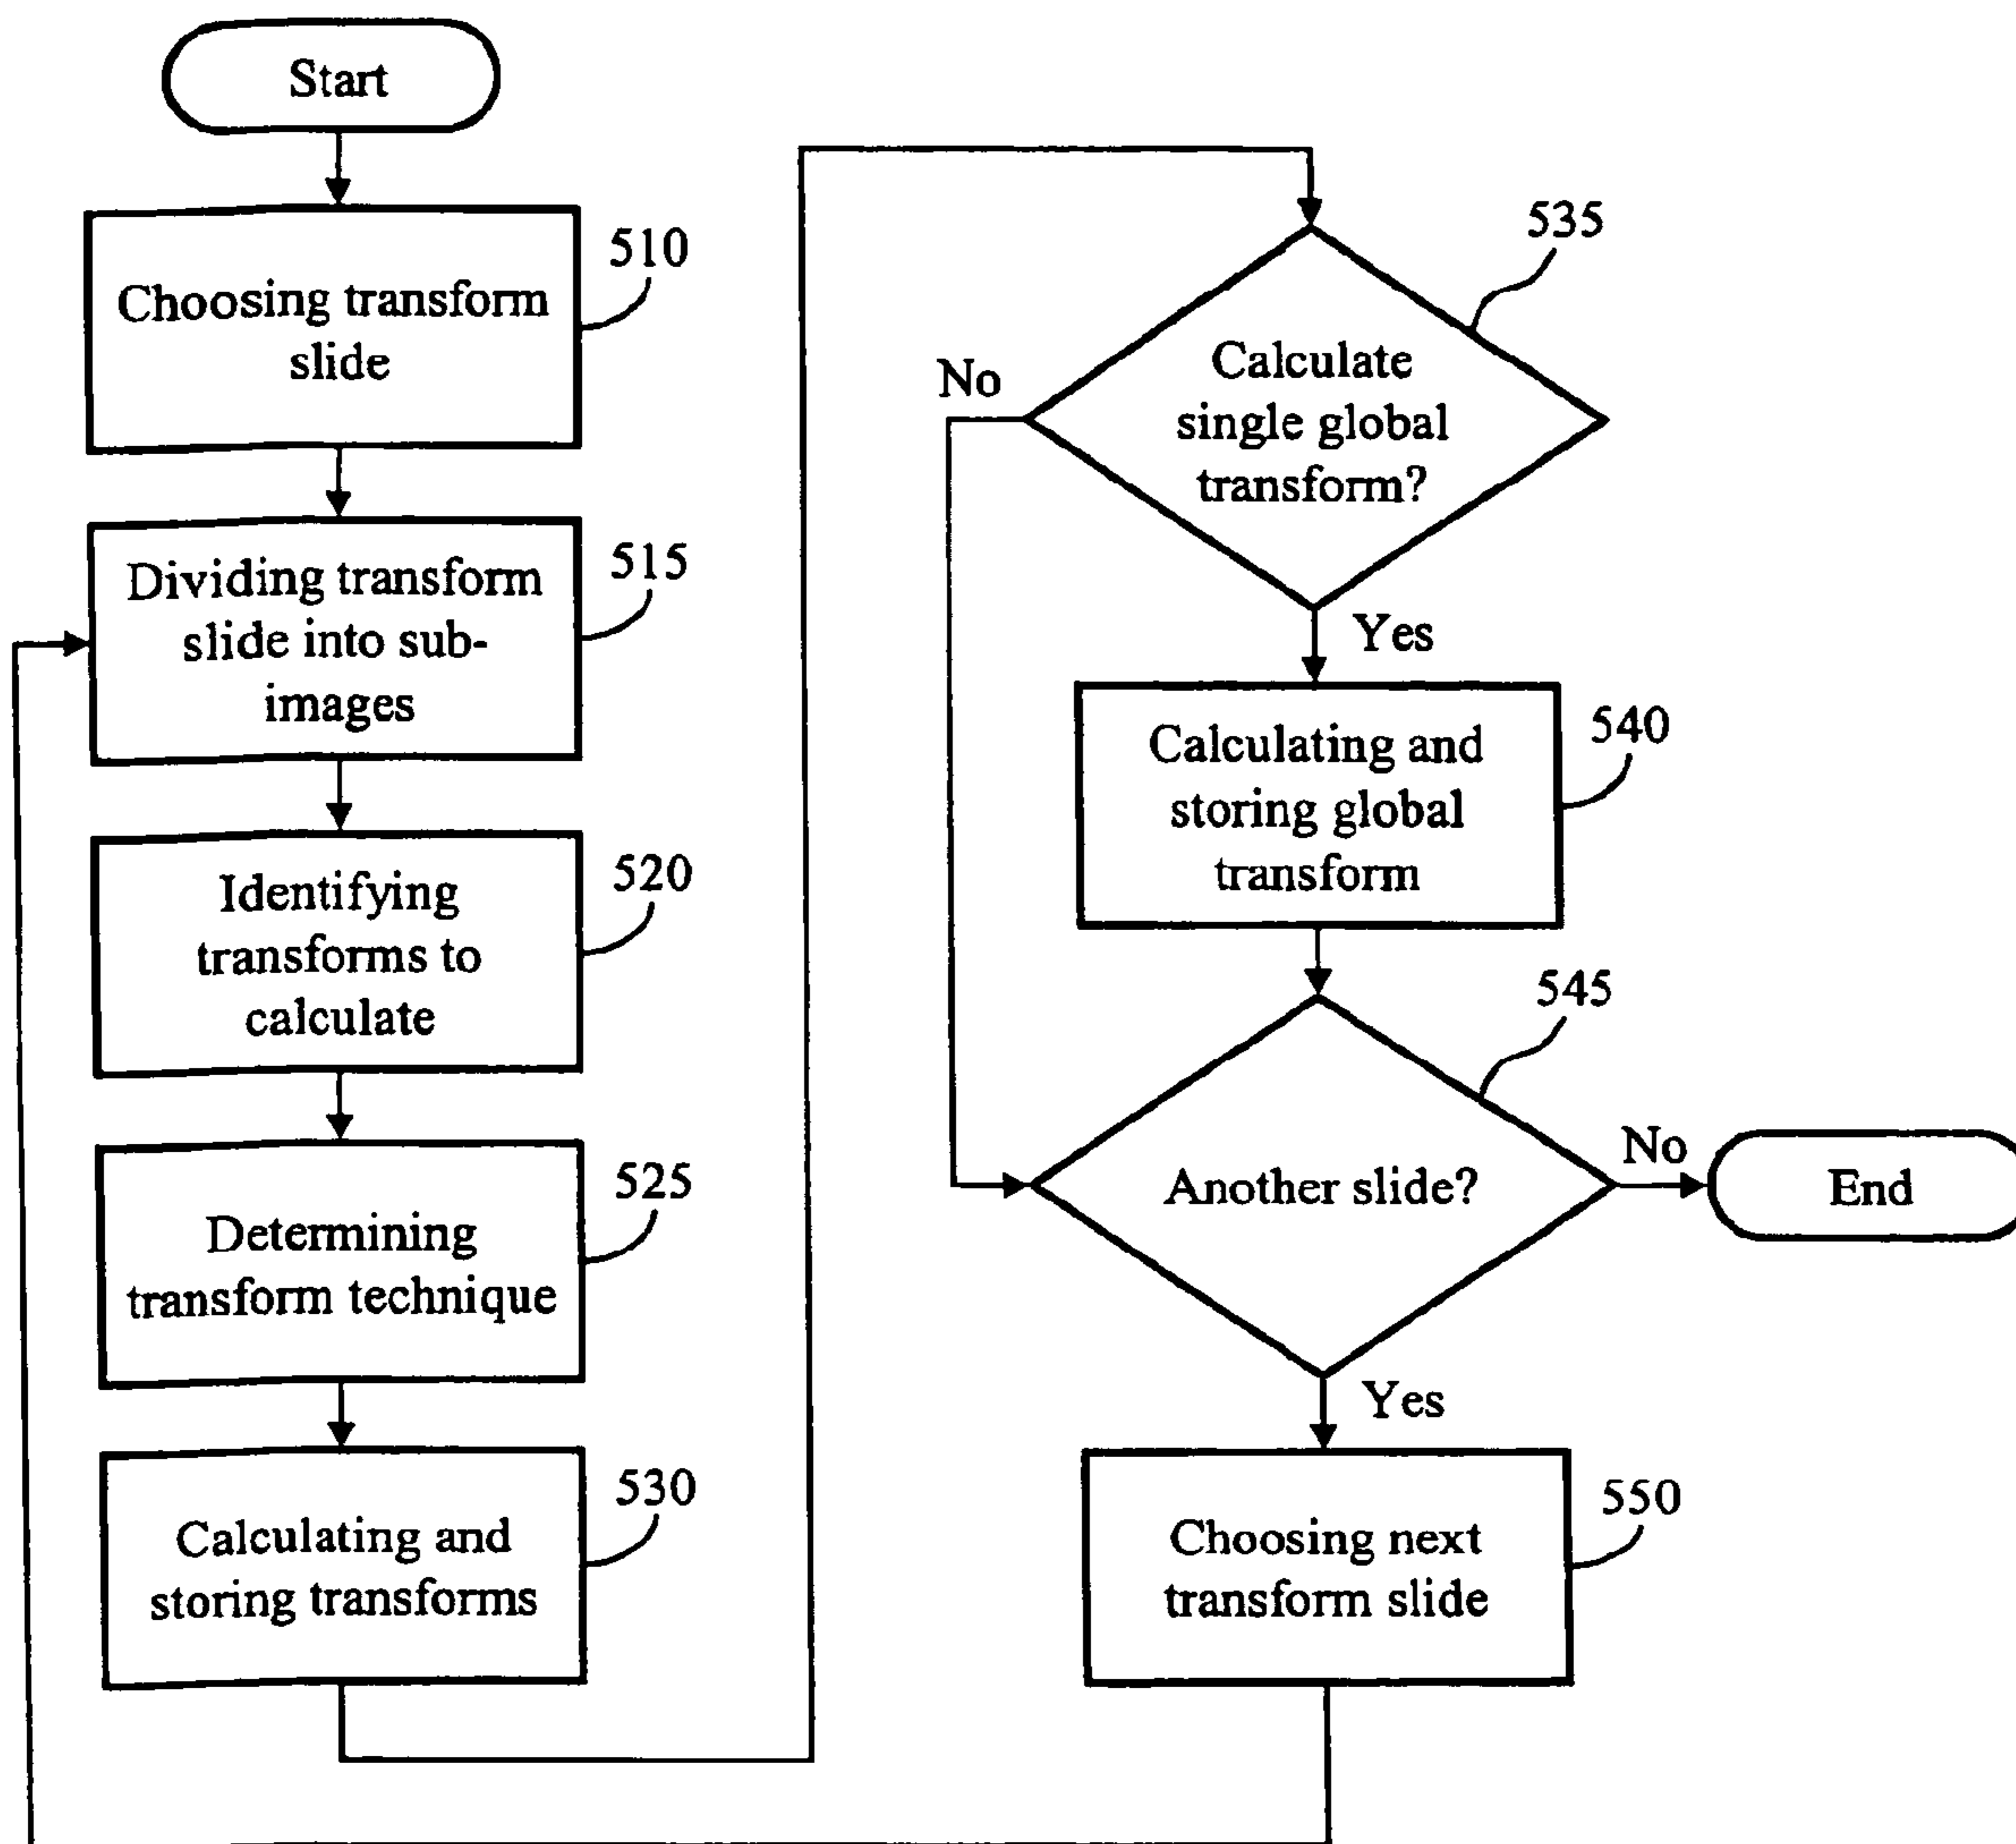 Start
Choosing transform
slide
510
Dividing transform
slide into sub-
images
515
Identifying
transforms to
calculate
520
Determining
transform technique
525
Calculating and
storing transforms
530
Calculate
single global
transform?
535
No
Yes
Calculating and
storing global
transform
540
Another slide?
545
No
End
Yes
Choosing next
transform slide
550